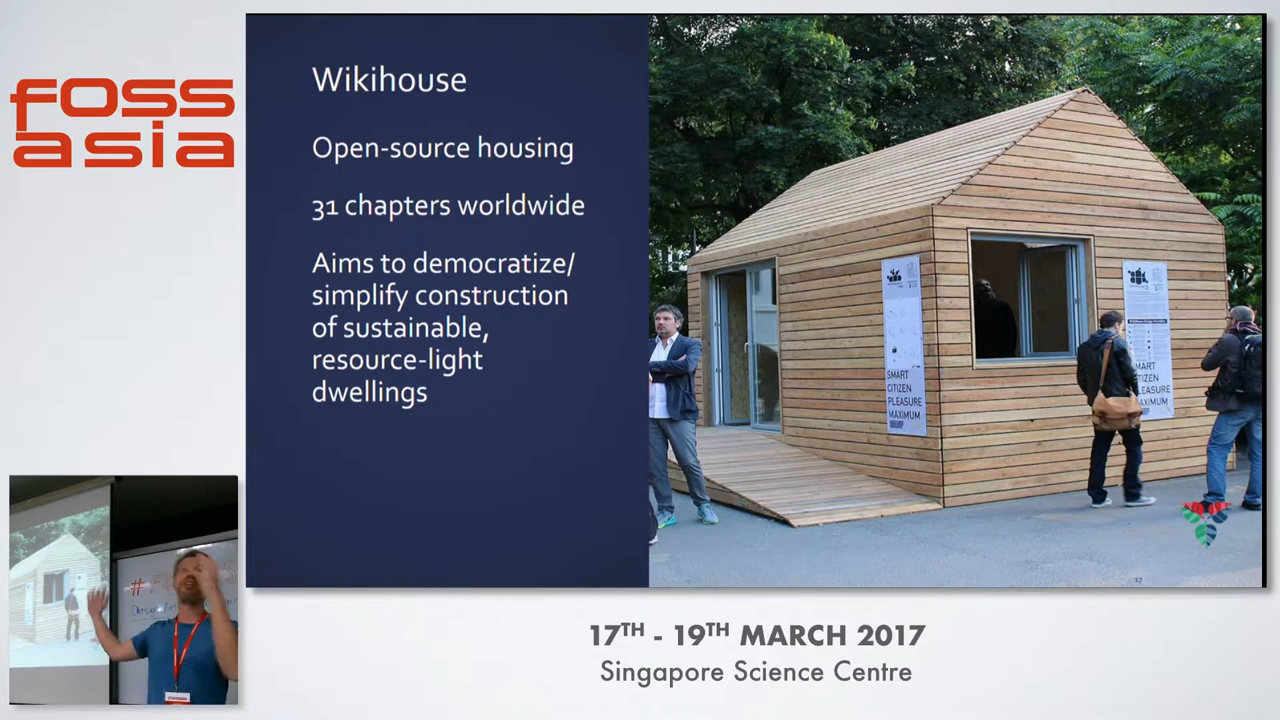 foss
asia
Wikihouse
Open-source housing
31 chapters worldwide
Aims to democratize/
simplify construction
of sustainable,
resource-light
dwellings
SMART
CITIZEN
PLEASURE
MAXIMUM
SMART
CITIZEN
PLEASURE
MAXIMUM
17
17TH - 19TH MARCH 2017
Singapore Science Centre